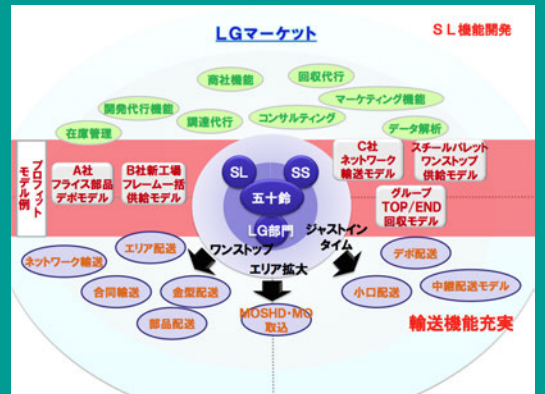 LGマーケット
SL機能開発
商社機能
回収代行
開発代行機能
マーケティング機能
調達代行
コンサルティング
在庫管理
データ解析
プロフィット
モデル例
A社
フライス部品
デポモデル
B社新工場
フレーム一括
供給モデル
SL
SS
五十鈴
LG部門
C社
ネットワーク
輸送モデル
スチールパレット
ワンストップ
供給モデル
グループ
TOP/END
回収モデル
ワンストップ
エリア拡大
ジャストイン
タイム
エリア配送
ネットワーク輸送
合同輸送
金型配送
部品配送
MOSHD・MO
取込
デポ配送
小口配送
中継配送モデル
輸送機能充実